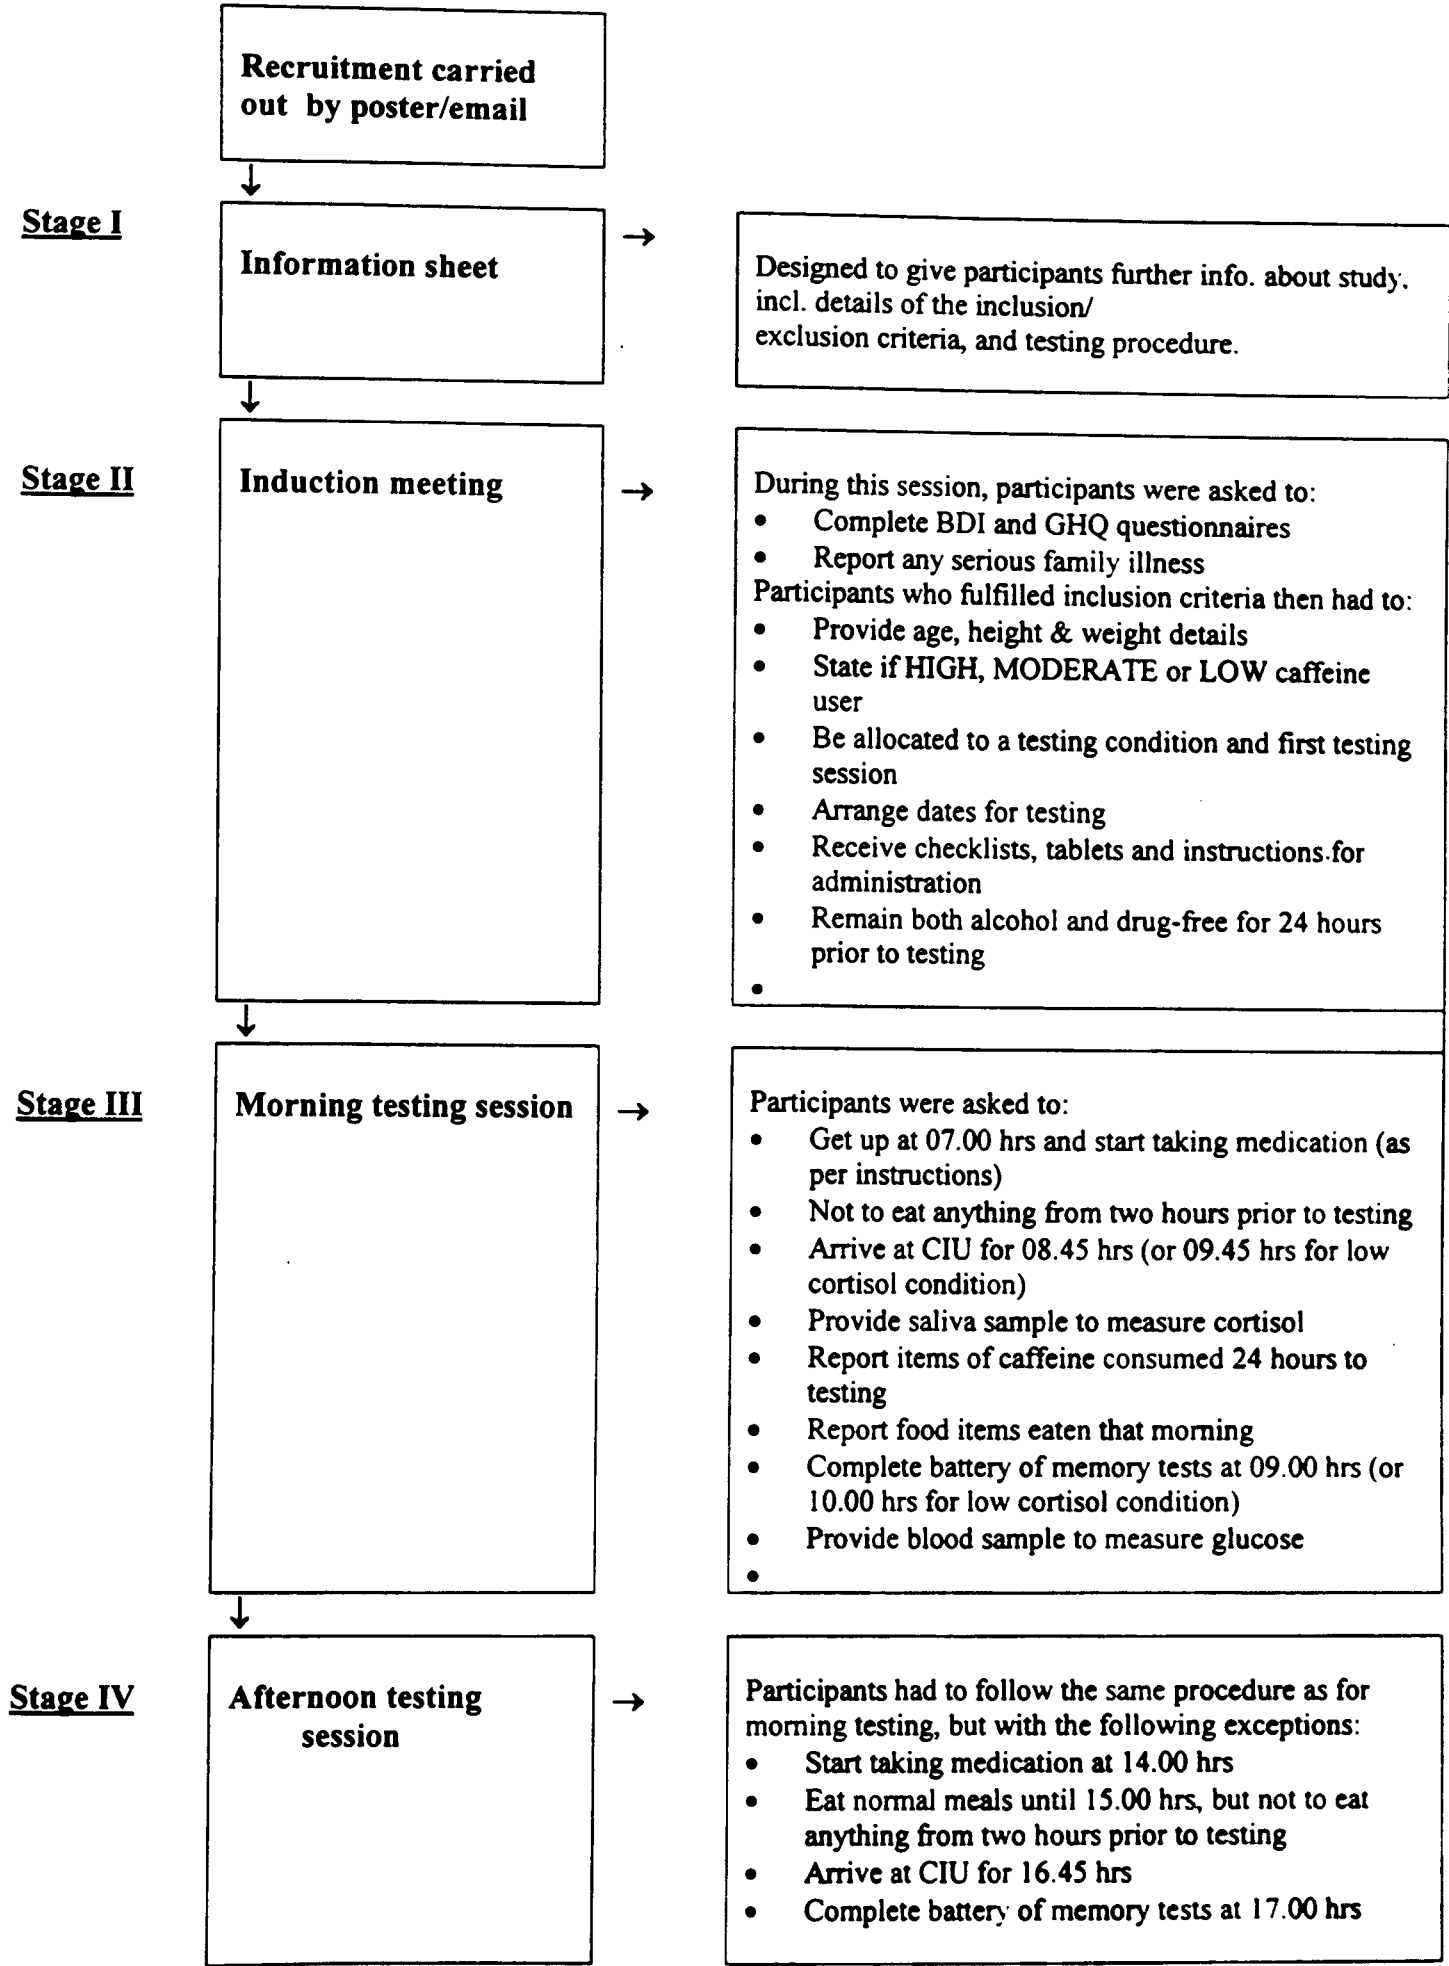 Recruitment carried
out by poster/email
↓
Stage I
Information sheet
→
Designed to give participants further info. about study.
incl. details of the inclusion/
exclusion criteria, and testing procedure.
↓
Stage II
Induction meeting
→
During this session, participants were asked to:
• Complete BDI and GHQ questionnaires
• Report any serious family illness
Participants who fulfilled inclusion criteria then had to:
• Provide age, height & weight details
• State if HIGH, MODERATE or LOW caffeine
user
• Be allocated to a testing condition and first testing
session
• Arrange dates for testing
• Receive checklists, tablets and instructions for
administration
• Remain both alcohol and drug-free for 24 hours
prior to testing
•
↓
Stage III
Morning testing session
→
Participants were asked to:
• Get up at 07.00 hrs and start taking medication (as
per instructions)
• Not to eat anything from two hours prior to testing
• Arrive at CIU for 08.45 hrs (or 09.45 hrs for low
cortisol condition)
• Provide saliva sample to measure cortisol
• Report items of caffeine consumed 24 hours to
testing
• Report food items eaten that morning
• Complete battery of memory tests at 09.00 hrs (or
10.00 hrs for low cortisol condition)
• Provide blood sample to measure glucose
•
↓
Stage IV
Afternoon testing
session
→
Participants had to follow the same procedure as for
morning testing, but with the following exceptions:
• Start taking medication at 14.00 hrs
• Eat normal meals until 15.00 hrs, but not to eat
anything from two hours prior to testing
• Arrive at CIU for 16.45 hrs
• Complete battery of memory tests at 17.00 hrs